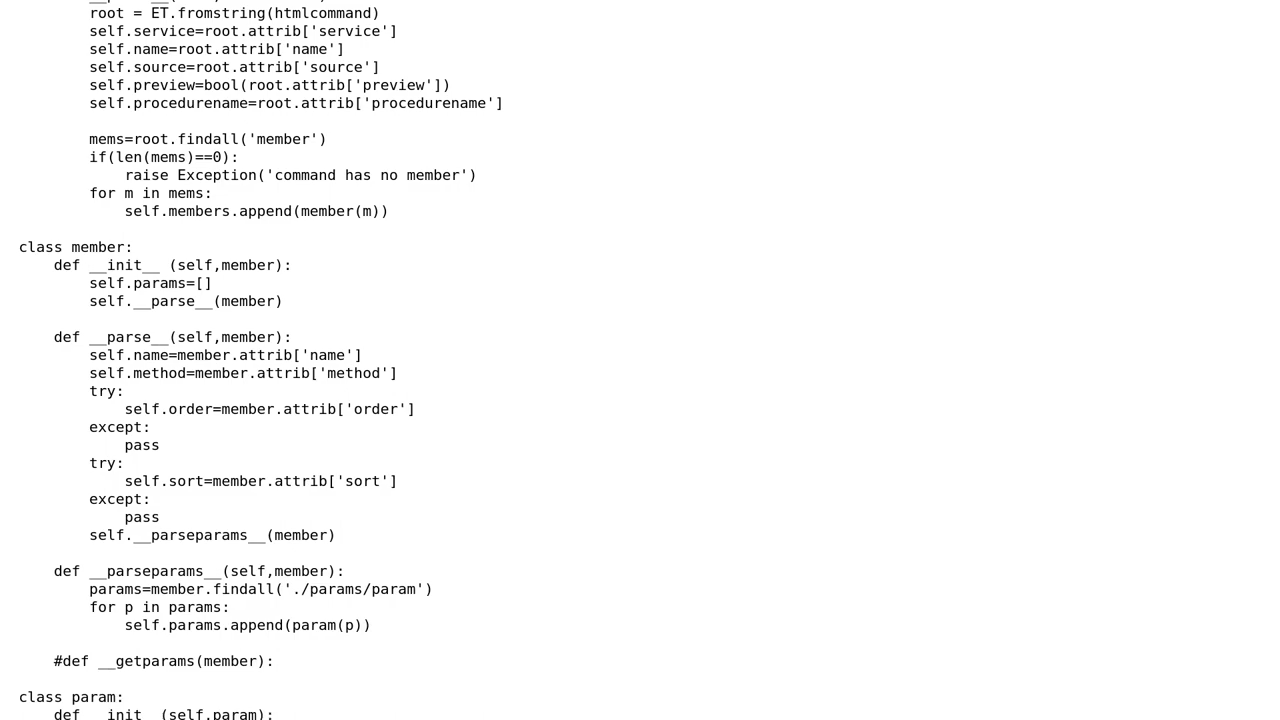 root = ET.fromstring(htmlcommand)
self.service=root.attrib['service']
self.name=root.attrib['name']
self.source=root.attrib['source']
self.preview=bool(root.attrib['preview'])
self.procedurename=root.attrib['procedurename']
mems=root.findall('member')
if(len(mems)==0):
raise Exception('command has no member')
for m in mems:
self.members.append(member(m))
class member:
def __init__ (self,member):
self.params=[]
self.__parse__(member)
def __parse__(self,member):
self.name=member.attrib['name']
self.method=member.attrib['method']
try:
self.order=member.attrib['order']
except:
pass
try:
self.sort=member.attrib['sort']
except:
pass
self.__parseparams__(member)
def __parseparams__(self,member):
params=member.findall('./params/param')
for p in params:
self.params.append(param(p))
#def __getparams(member):
class param:
def __init__(self,param):